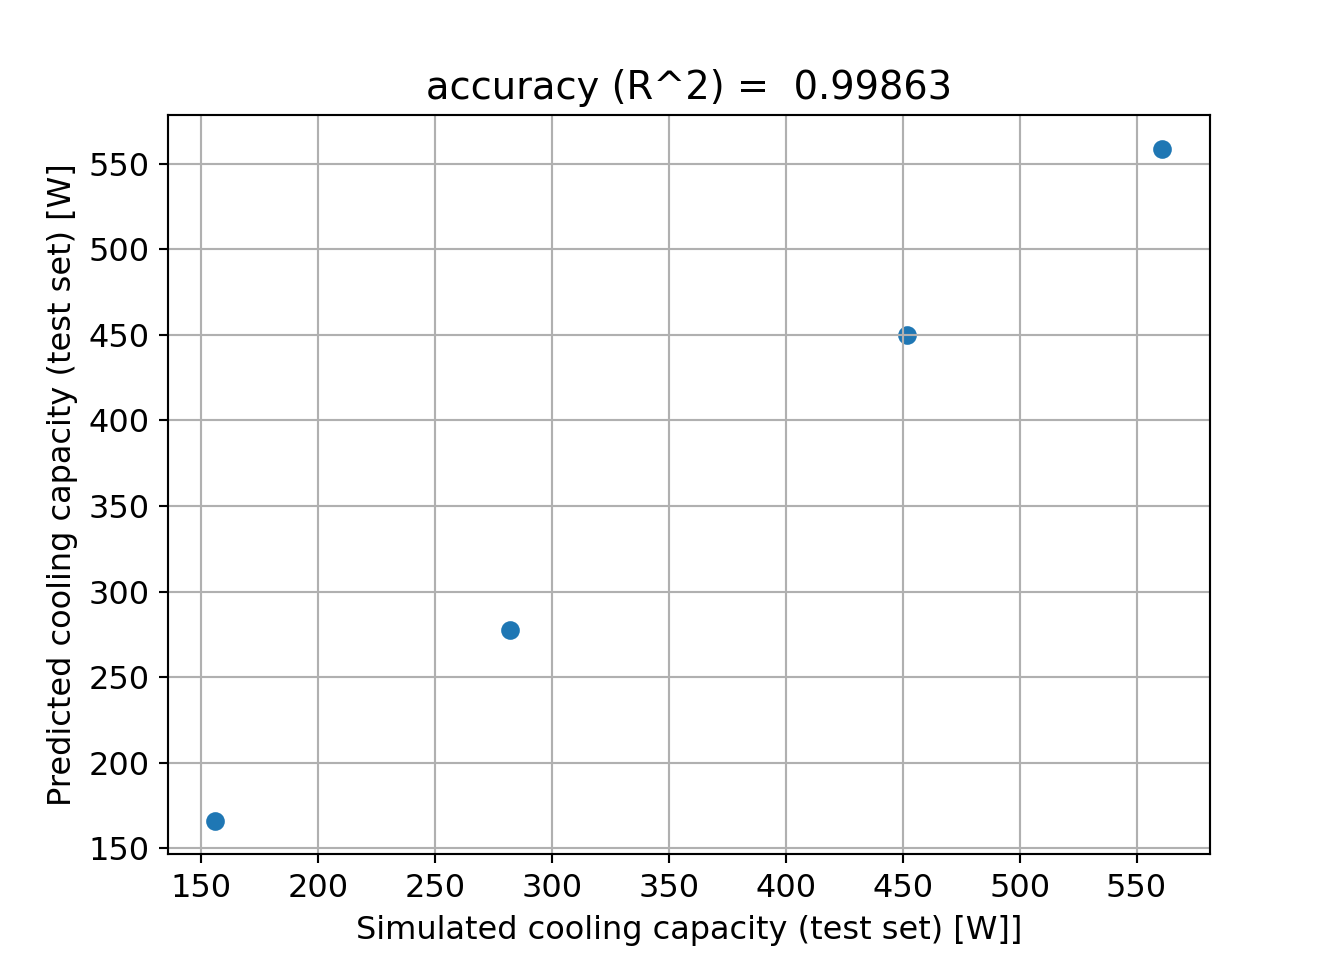 accuracy (R^2) =  0.99863
Predicted cooling capacity (test set) [W]
550
500
450
400
350
300
250
200
150
150 200 250 300 350 400 450 500 550
Simulated cooling capacity (test set) [W]]